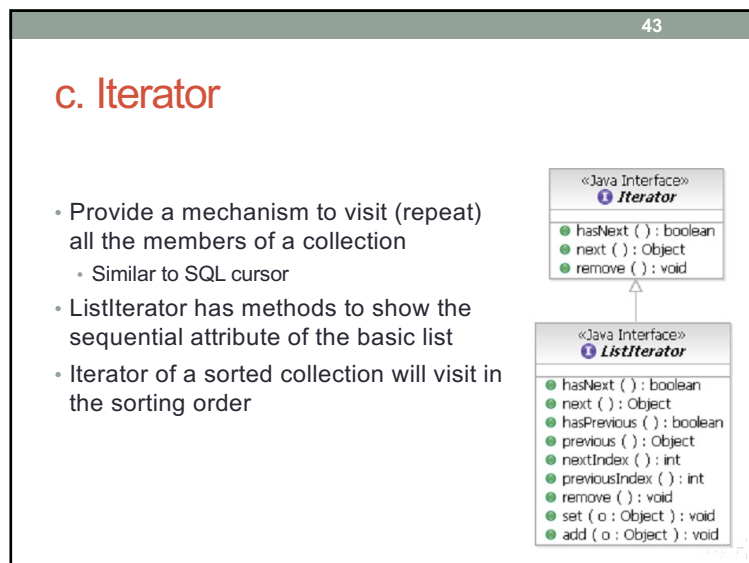 43
c. Iterator
• Provide a mechanism to visit (repeat)
all the members of a collection
• Similar to SQL cursor
• ListIterator has methods to show the
sequential attribute of the basic list
• Iterator of a sorted collection will visit in
the sorting order
«Java Interface»
I Iterator
hasNext ( ) : boolean
next ( ) : Object
remove ( ) : void
«Java Interface»
I ListIterator
hasNext ( ) : boolean
next ( ) : Object
hasPrevious ( ) : boolean
previous ( ) : Object
nextIndex ( ) : int
previousIndex ( ) : int
remove ( ) : void
set ( o : Object ) : void
add ( o : Object ) : void